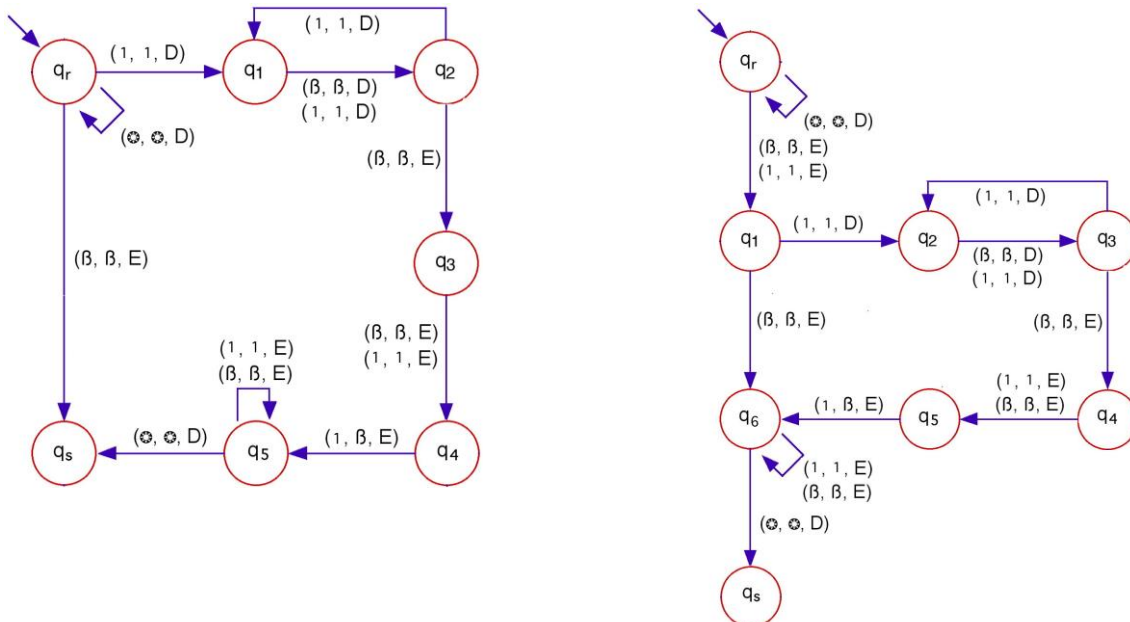 (1, 1, D)
qr
(1, 1, D)
q1
(ß, ß, D)
(1, 1, D)
q2
(✪, ✪, D)
(ß, ß, E)
(ß, ß, E)
q3
(ß, ß, E)
(1, 1, E)
(1, 1, E)
(ß, ß, E)
qs
(✪, ✪, D)
q5
(1, ß, E)
q4
qr
(✪, ✪, D)
(ß, ß, E)
(1, 1, E)
(1, 1, D)
q1
(1, 1, D)
q2
(ß, ß, D)
(1, 1, D)
q3
(ß, ß, E)
(ß, ß, E)
q6
(1, ß, E)
q5
(1, 1, E)
(ß, ß, E)
q4
(1, 1, E)
(ß, ß, E)
(✪, ✪, D)
qs